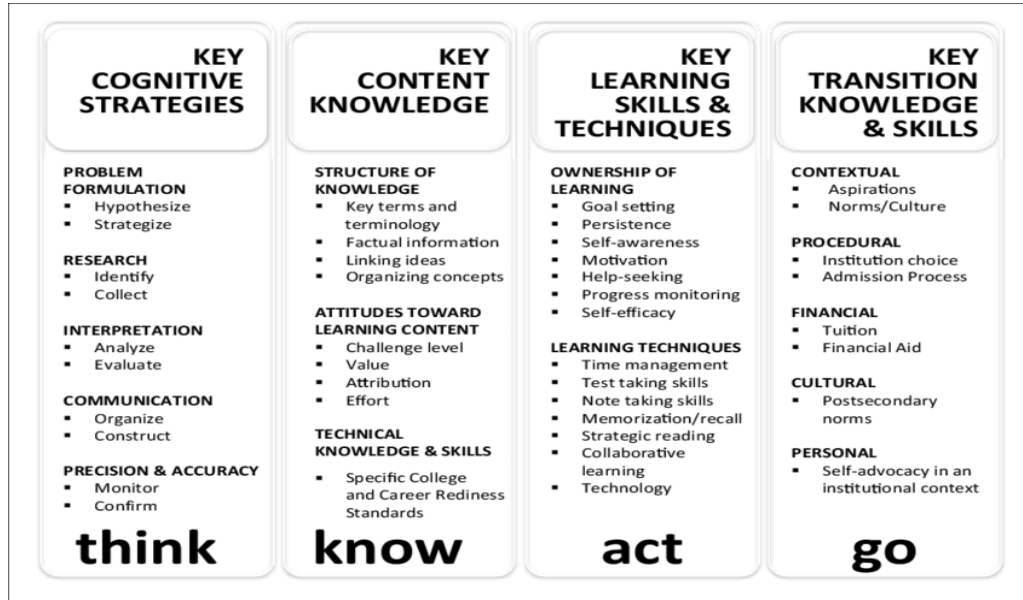 KEY
COGNITIVE
STRATEGIES
PROBLEM
FORMULATION
▪ Hypothesize
▪ Strategize
RESEARCH
▪ Identify
▪ Collect
INTERPRETATION
▪ Analyze
▪ Evaluate
COMMUNICATION
▪ Organize
▪ Construct
PRECISION & ACCURACY
▪ Monitor
▪ Confirm
think
KEY
CONTENT
KNOWLEDGE
STRUCTURE OF
KNOWLEDGE
▪ Key terms and
terminology
▪ Factual information
▪ Linking ideas
▪ Organizing concepts
ATTITUDES TOWARD
LEARNING CONTENT
▪ Challenge level
▪ Value
▪ Attribution
▪ Effort
TECHNICAL
KNOWLEDGE & SKILLS
▪ Specific College
and Career Rediness
Standards
know
KEY
LEARNING
SKILLS &
TECHNIQUES
OWNERSHIP OF
LEARNING
▪ Goal setting
▪ Persistence
▪ Self-awareness
▪ Motivation
▪ Help-seeking
▪ Progress monitoring
▪ Self-efficacy
LEARNING TECHNIQUES
▪ Time management
▪ Test taking skills
▪ Note taking skills
▪ Memorization/recall
▪ Strategic reading
▪ Collaborative
learning
▪ Technology
act
KEY
TRANSITION
KNOWLEDGE
& SKILLS
CONTEXTUAL
▪ Aspirations
▪ Norms/Culture
PROCEDURAL
▪ Institution choice
▪ Admission Process
FINANCIAL
▪ Tuition
▪ Financial Aid
CULTURAL
▪ Postsecondary
norms
PERSONAL
▪ Self-advocacy in an
institutional context
go